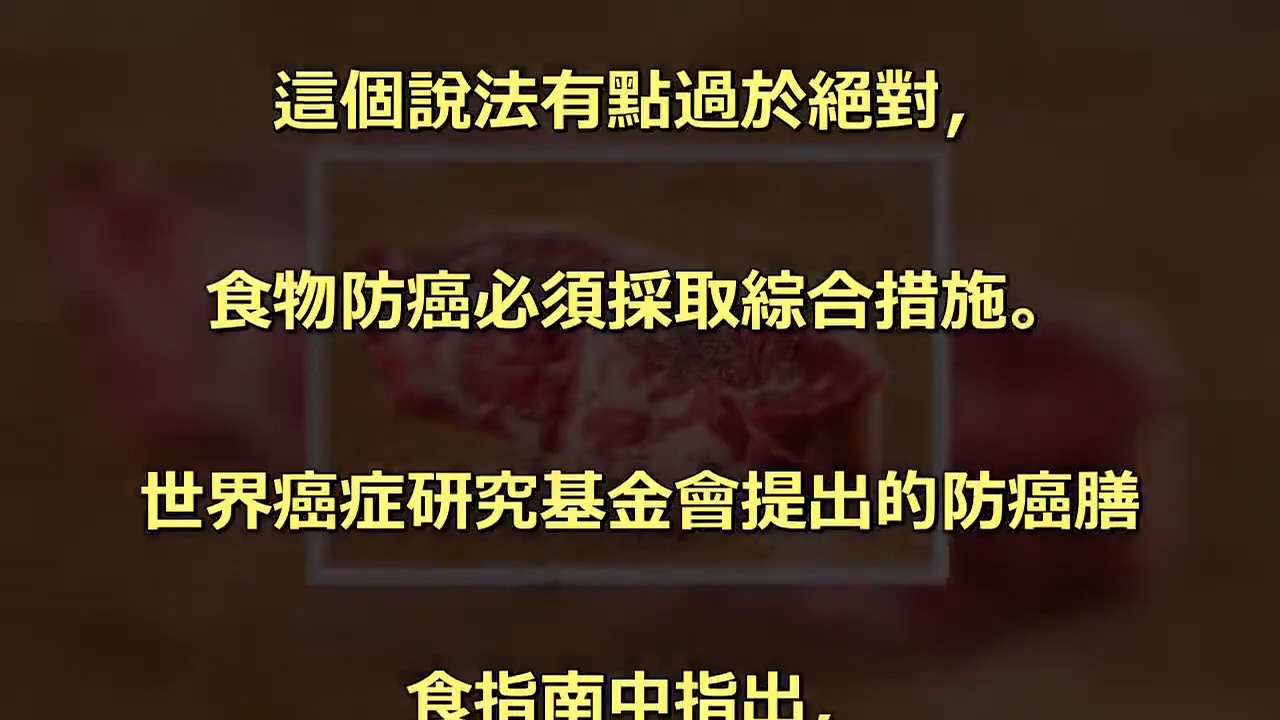 這個說法有點過於絕對，
食物防癌必須採取綜合措施。
世界癌症研究基金會提出的防癌膳
食指南中指出，